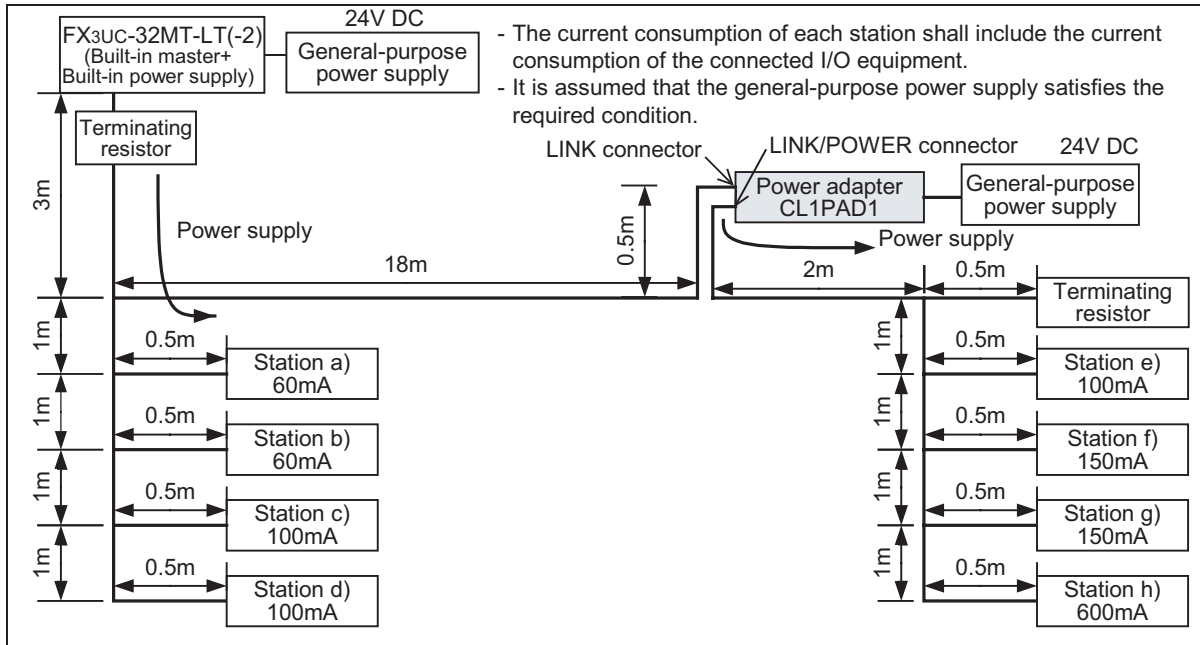 FX3UC-32MT-LT(-2)
(Built-in master+
Built-in power supply)
24V DC
General-purpose
power supply
- The current consumption of each station shall include the current
consumption of the connected I/O equipment.
- It is assumed that the general-purpose power supply satisfies the
required condition.
Terminating
resistor
LINK connector
LINK/POWER connector
24V DC
Power adapter
CL1PAD1
General-purpose
power supply
3m
Power supply
0.5m
Power supply
18m
2m
0.5m
Terminating
resistor
1m
0.5m
Station a)
60mA
1m
0.5m
Station e)
100mA
1m
0.5m
Station b)
60mA
1m
0.5m
Station f)
150mA
1m
0.5m
Station c)
100mA
1m
0.5m
Station g)
150mA
1m
0.5m
Station d)
100mA
1m
0.5m
Station h)
600mA